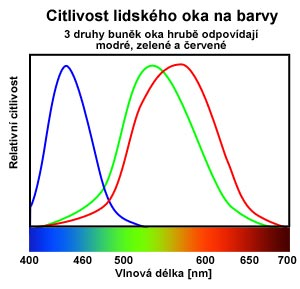 Citlivost lidského oka na barvy
3 druhy buněk oka hrubě odpovídají
modré, zelené a červené
Relativní citlivost
400 460 500 600 650 700
Vlnová délka [nm]